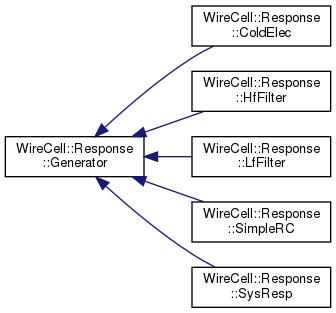 WireCell::Response
::ColdElec
WireCell::Response
::HfFilter
WireCell::Response
::Generator
WireCell::Response
::LfFilter
WireCell::Response
::SimpleRC
WireCell::Response
::SysResp